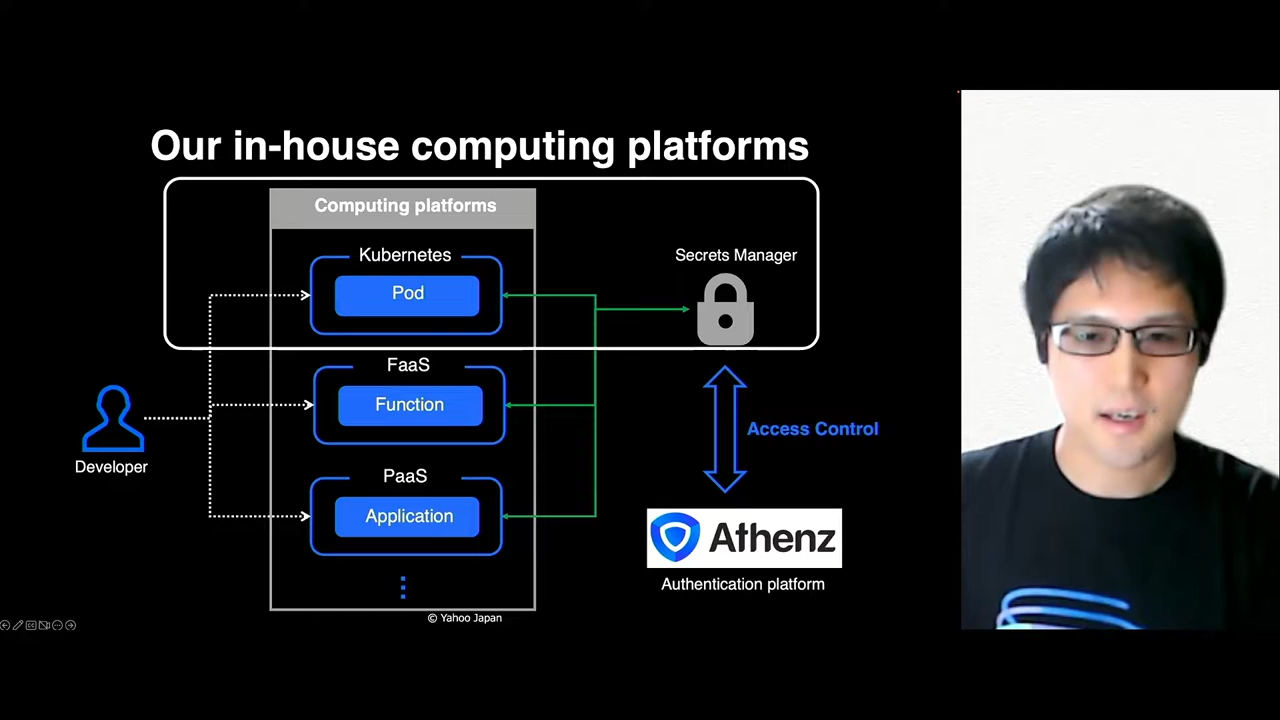 Our in-house computing platforms
Computing platforms
Kubernetes
Pod
Secrets Manager
FaaS
Function
Developer
Access Control
PaaS
Application
Athenz
Authentication platform
© Yahoo Japan